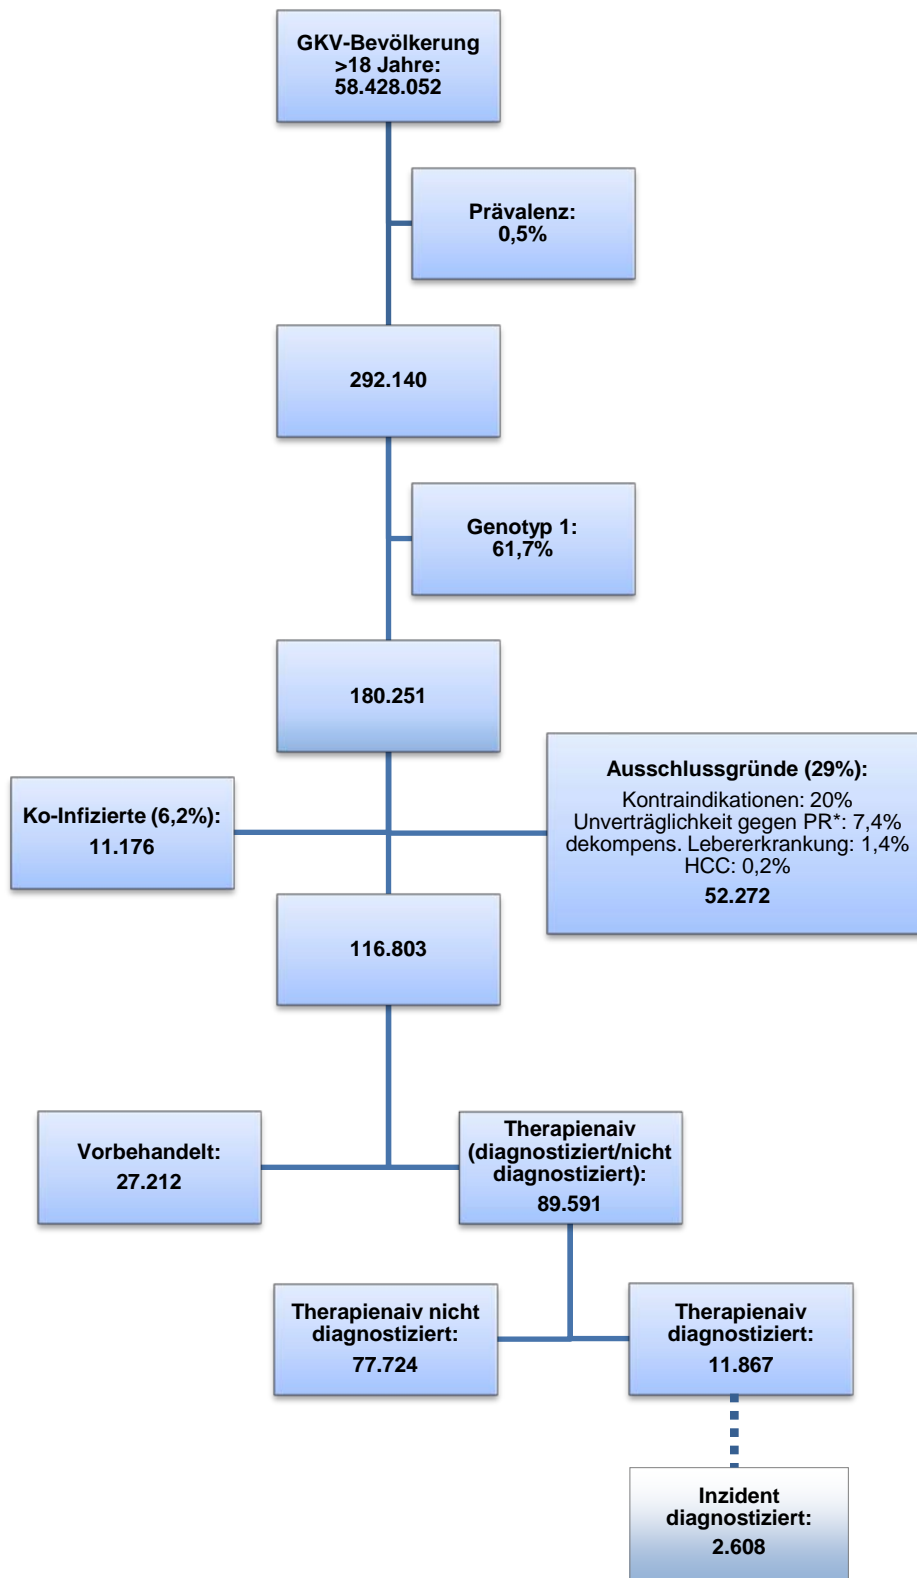 GKV-Bevölkerung
>18 Jahre:
58.428.052
Prävalenz:
0,5%
292.140
Genotyp 1:
61,7%
180.251
Ko-Infizierte (6,2%):
11.176
Ausschlussgründe (29%):
Kontraindikationen: 20%
Unverträglichkeit gegen PR*: 7,4%
dekompens. Lebererkrankung: 1,4%
HCC: 0,2%
52.272
116.803
Vorbehandelt:
27.212
Therapienaiv
(diagnostiziert/nicht
diagnostiziert):
89.591
Therapienaiv nicht
diagnostiziert:
77.724
Therapienaiv
diagnostiziert:
11.867
Inzident
diagnostiziert:
2.608